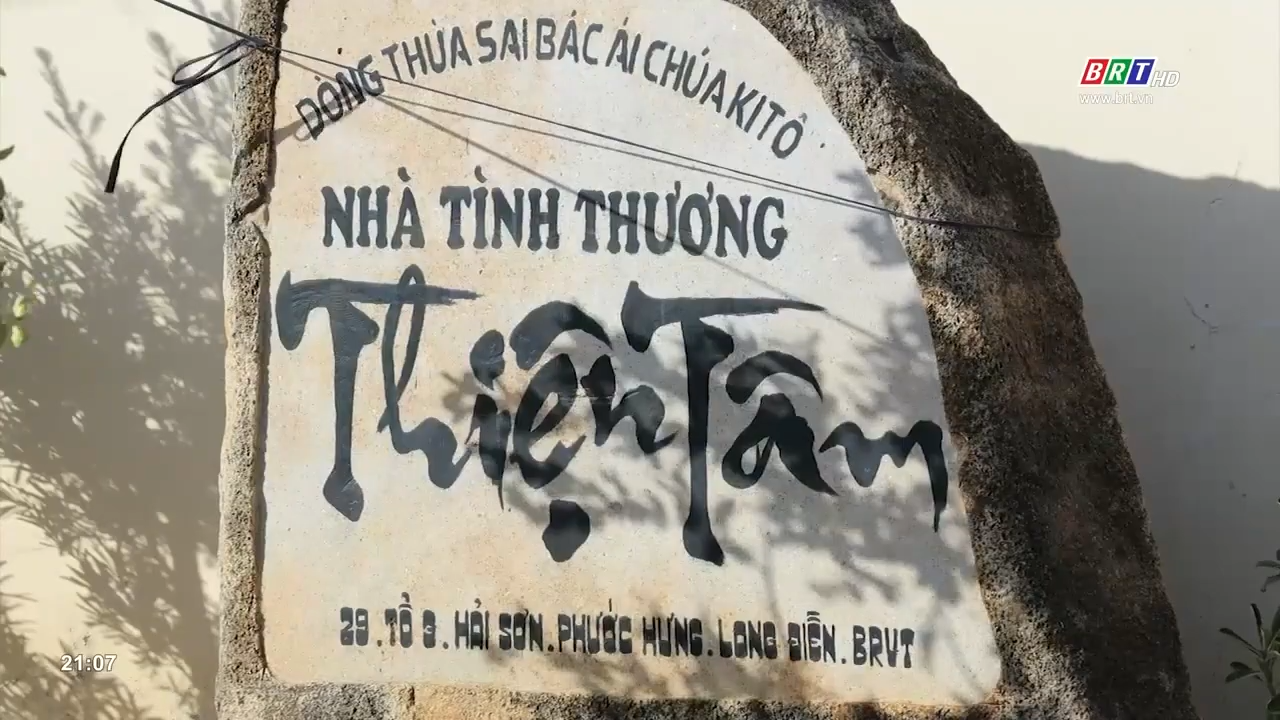 DÒNG THỪA SAI BÁC ÁI CHÚA KITÔ
BRT HD
www.brt.vn
NHÀ TÌNH THƯƠNG
Thiện Tâm
29 . TỔ 3 . HẢI SƠN . PHƯỚC HƯNG . LONG ĐIỀN . BRVT
21:07